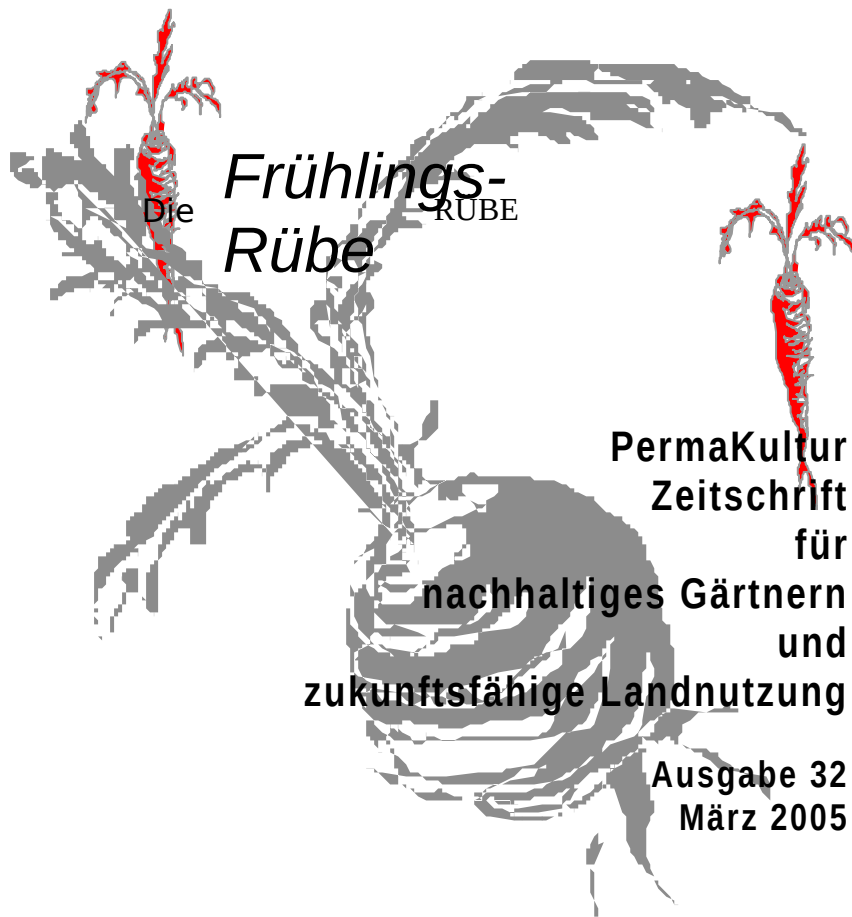 Frühlings-
Die RÜBE
Rübe
PermaKultur
Zeitschrift
für
nachhaltiges Gärtnern
und
zukunftsfähige Landnutzung
Ausgabe 32
März 2005